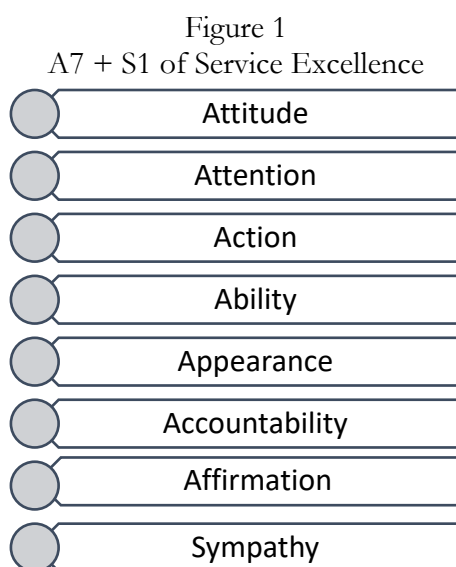 Figure 1
A7 + S1 of Service Excellence
Attitude
Attention
Action
Ability
Appearance
Accountability
Affirmation
Sympathy